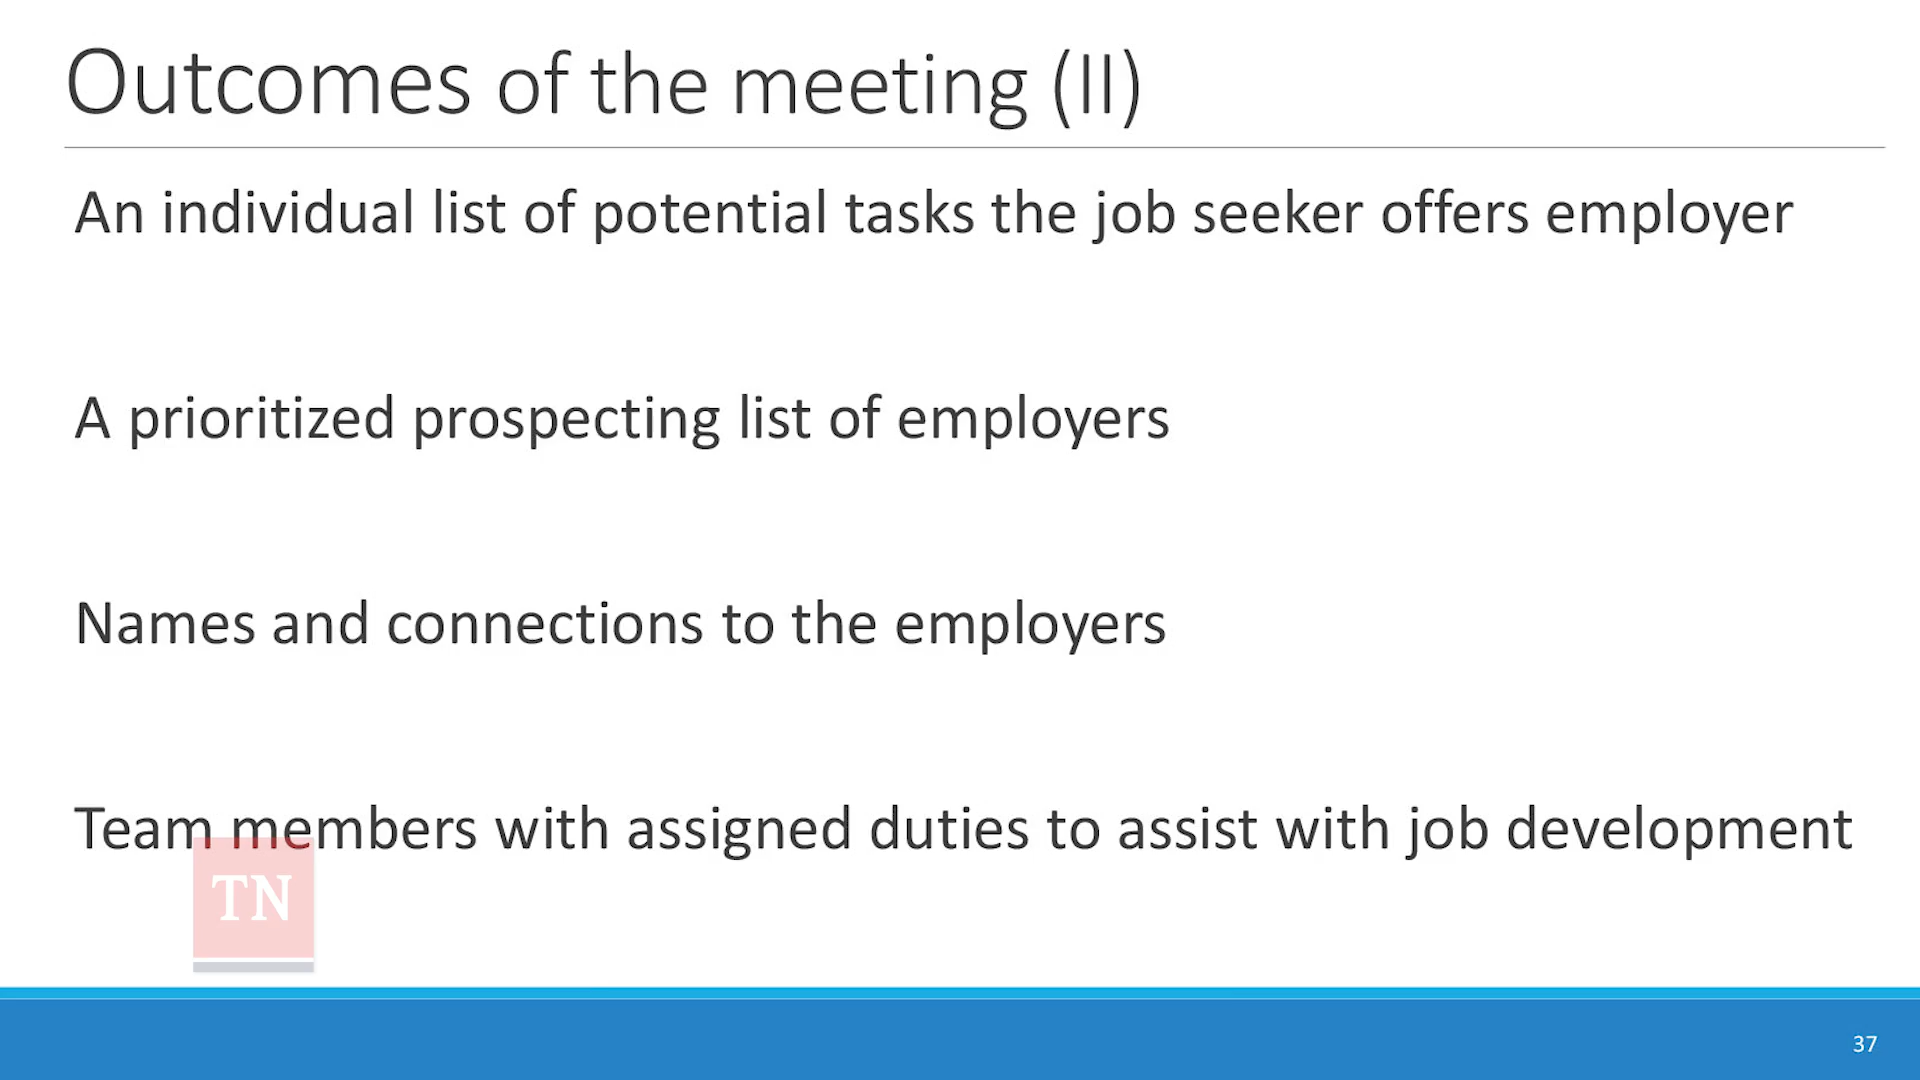 Outcomes of the meeting (II)
An individual list of potential tasks the job seeker offers employer
A prioritized prospecting list of employers
Names and connections to the employers
Team members with assigned duties to assist with job development
TN
37